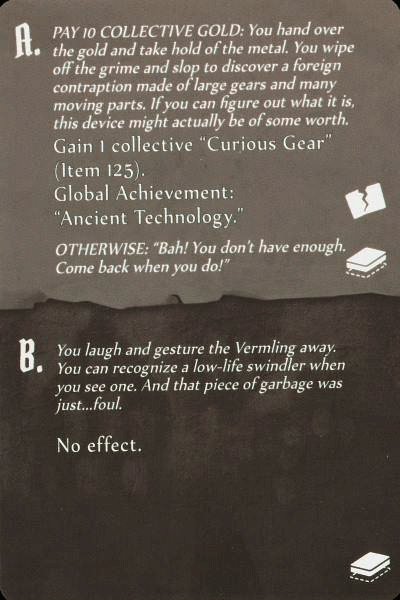 A. PAY 10 COLLECTIVE GOLD: You hand over
the gold and take hold of the metal. You wipe
off the grime and slop to discover a foreign
contraption made of large gears and many
moving parts. If you can figure out what it is,
this device might actually be of some worth.
Gain 1 collective “Curious Gear”
(Item 125).
Global Achievement:
“Ancient Technology.”
OTHERWISE: “Bah! You don’t have enough.
Come back when you do!”
B. You laugh and gesture the Vermling away.
You can recognize a low-life swindler when
you see one. And that piece of garbage was
just...foul.
No effect.